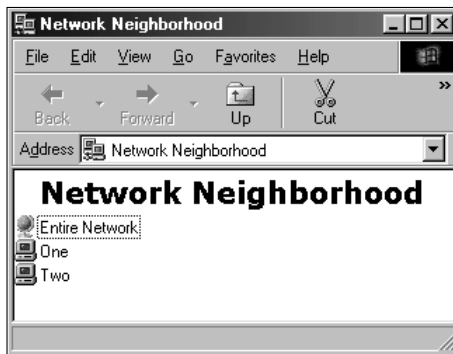 Network Neighborhood
File Edit View Go Favorites Help
Back Forward Up Cut »
Address Network Neighborhood
Network Neighborhood
Entire Network
One
Two